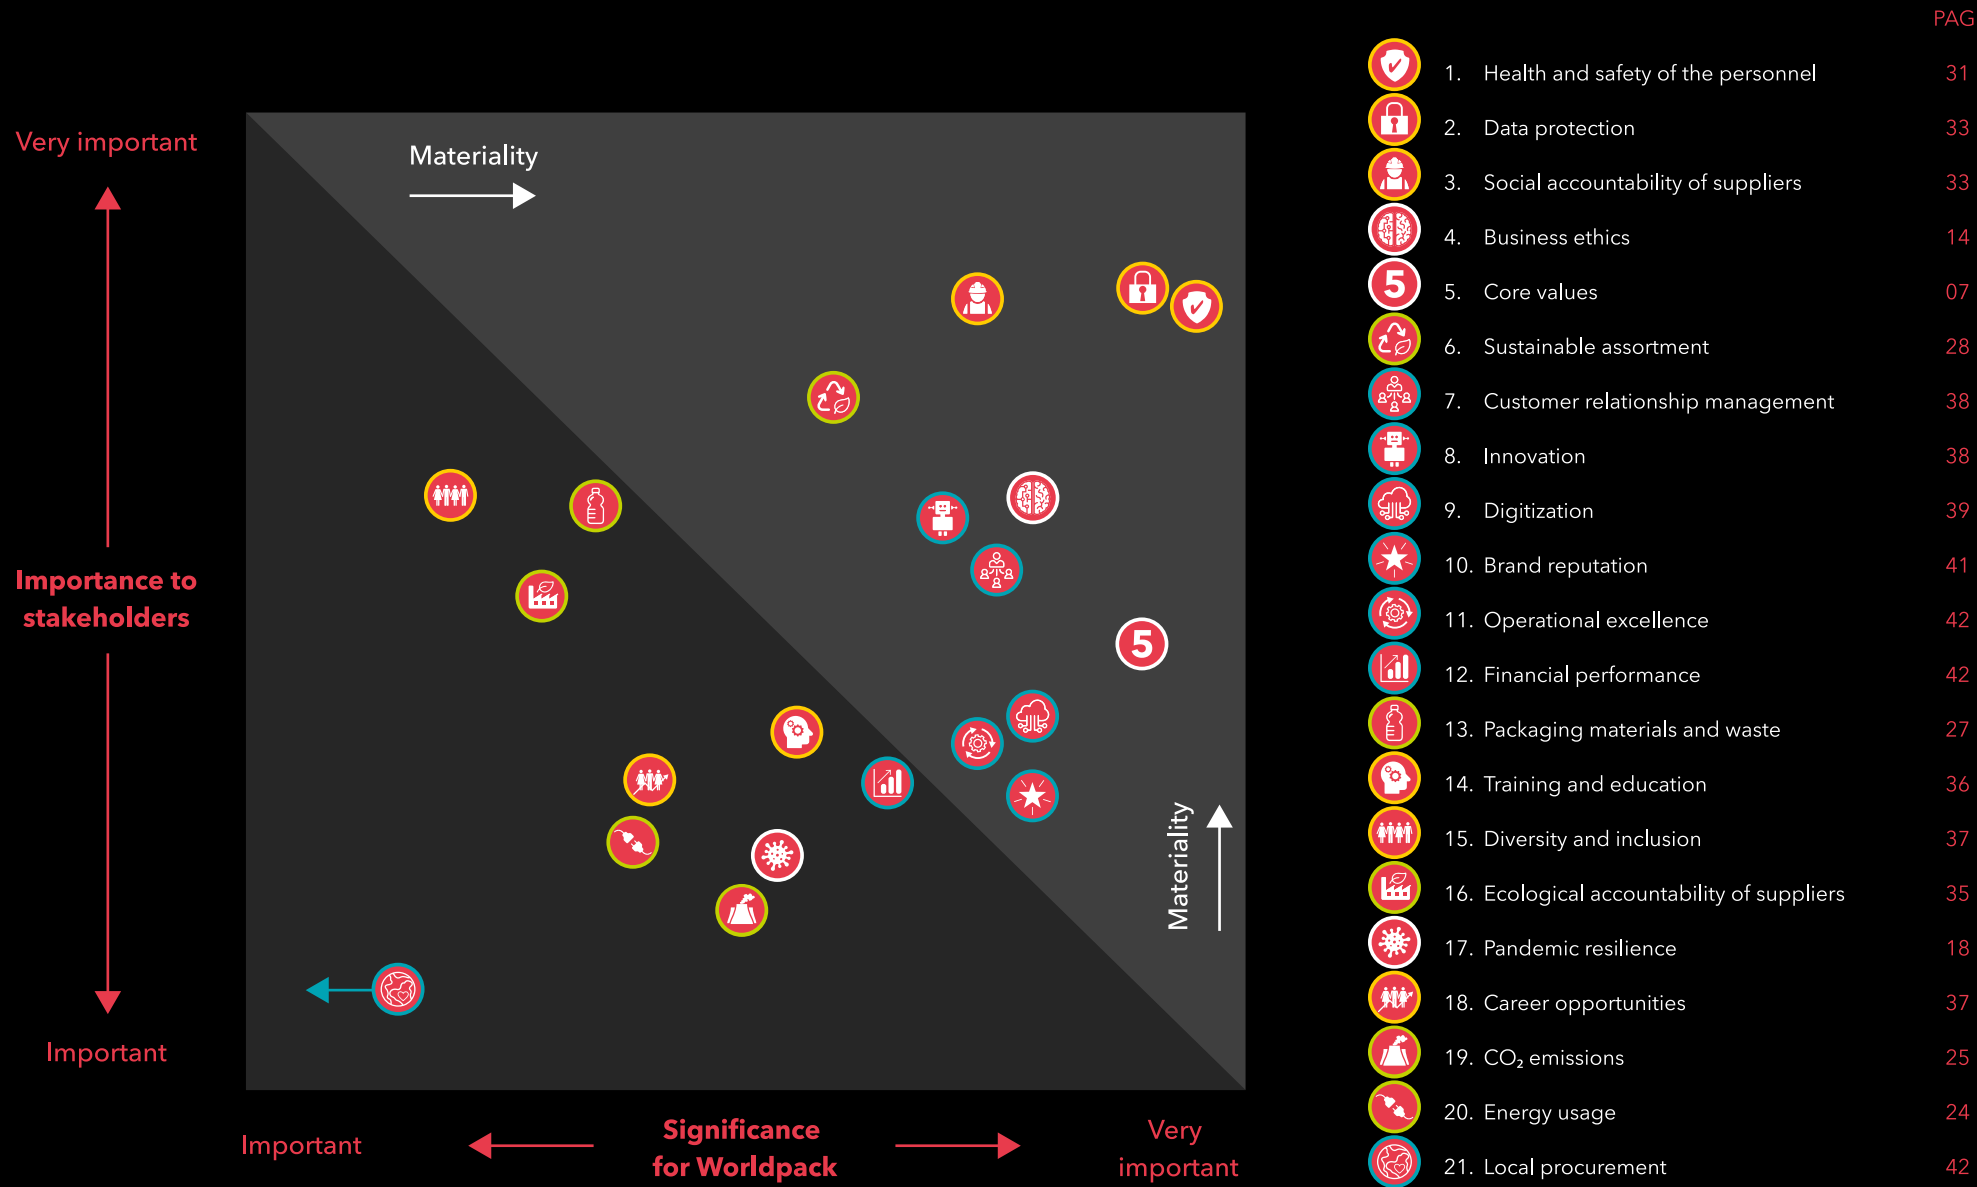 PAG
1. Health and safety of the personnel 31
2. Data protection 33
3. Social accountability of suppliers 33
4. Business ethics 14
5
5. Core values 07
6. Sustainable assortment 28
7. Customer relationship management 38
8. Innovation 38
9. Digitization 39
10. Brand reputation 41
11. Operational excellence 42
12. Financial performance 42
13. Packaging materials and waste 27
14. Training and education 36
15. Diversity and inclusion 37
16. Ecological accountability of suppliers 35
17. Pandemic resilience 18
18. Career opportunities 37
19. CO₂ emissions 25
20. Energy usage 24
21. Local procurement 42
Very important
Importance to
stakeholders
Important
Materiality
5
Materiality
Important
Significance
for Worldpack
Very
important